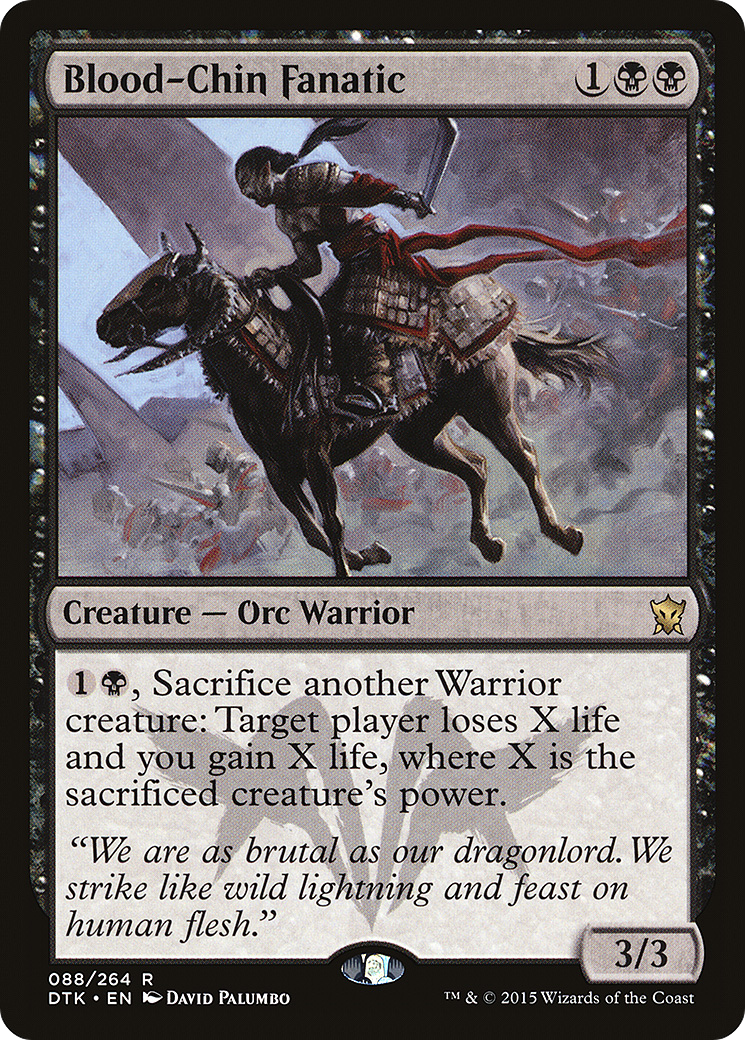 Blood-Chin Fanatic 1
Creature — Orc Warrior
1, Sacrifice another Warrior
creature: Target player loses X life
and you gain X life, where X is the
sacrificed creature's power.
“We are as brutal as our dragonlord. We
strike like wild lightning and feast on
human flesh.”
3/3
088/264 R
DTK • EN David Palumbo
™ & © 2015 Wizards of the Coast